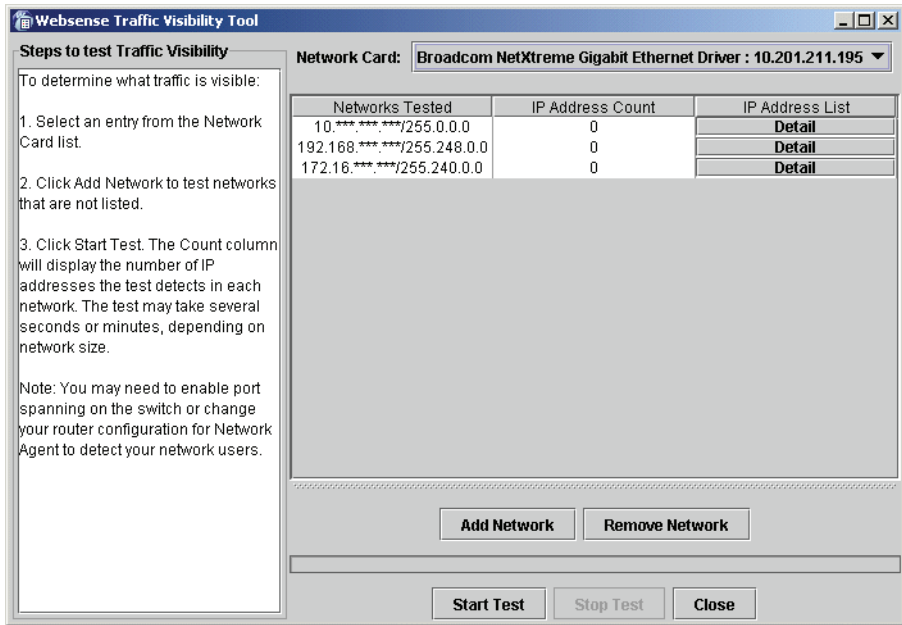 Websense Traffic Visibility Tool
Steps to test Traffic Visibility
To determine what traffic is visible:
1. Select an entry from the Network
Card list.
2. Click Add Network to test networks
that are not listed.
3. Click Start Test. The Count column
will display the number of IP
addresses the test detects in each
network. The test may take several
seconds or minutes, depending on
network size.
Note: You may need to enable port
spanning on the switch or change
your router configuration for Network
Agent to detect your network users.
Network Card: Broadcom NetXtreme Gigabit Ethernet Driver : 10.201.211.195
Networks Tested IP Address Count IP Address List
10.***.***.***/255.0.0.0 0 Detail
192.168.***.***/255.248.0.0 0 Detail
172.16.***.***/255.240.0.0 0 Detail
Add Network Remove Network
Start Test Stop Test Close